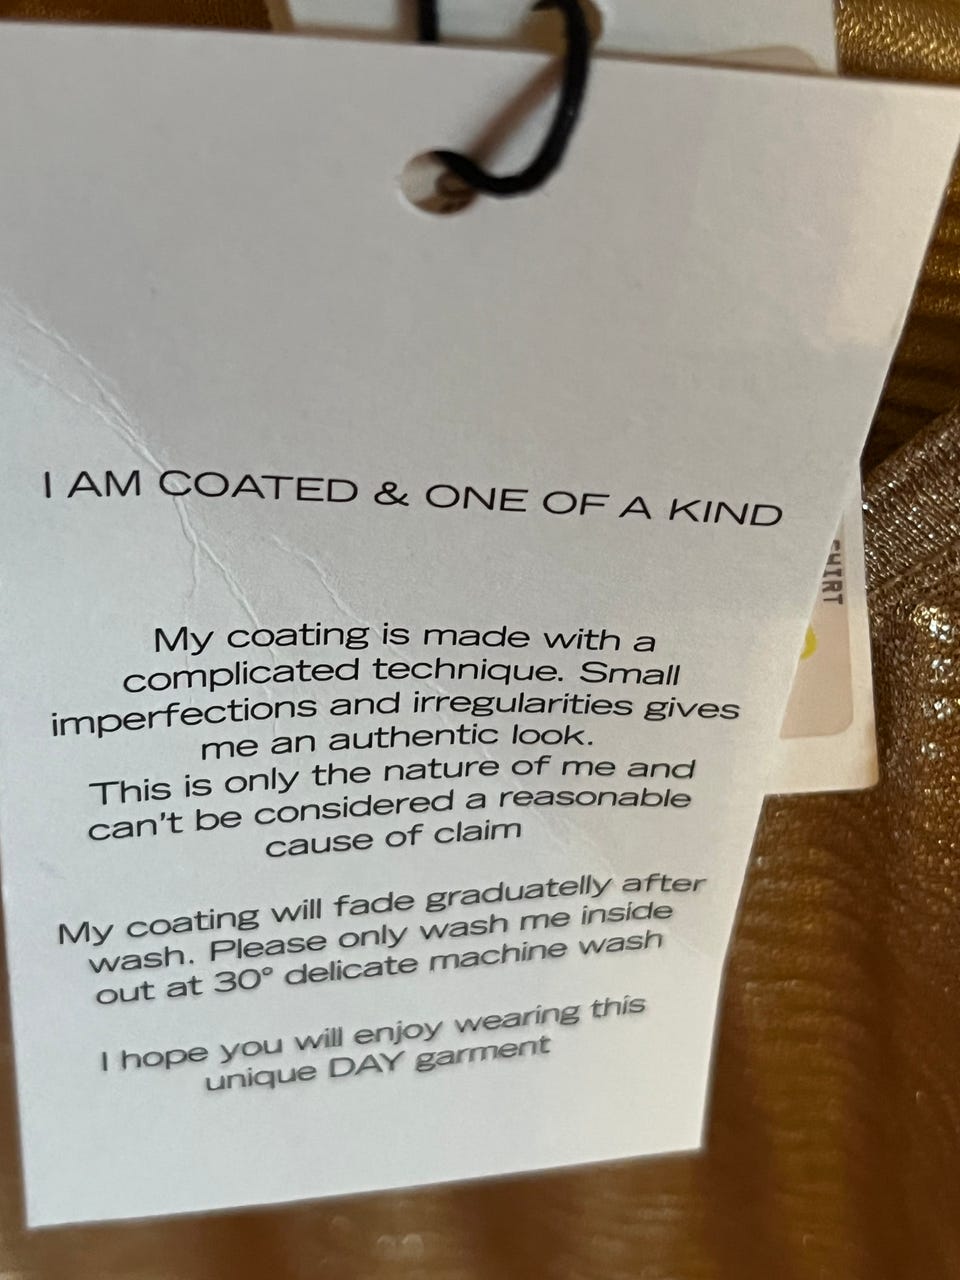 I AM COATED & ONE OF A KIND
My coating is made with a
complicated technique. Small
imperfections and irregularities gives
me an authentic look.
This is only the nature of me and
can't be considered a reasonable
cause of claim
My coating will fade graduatelly after
wash. Please only wash me inside
out at 30° delicate machine wash
I hope you will enjoy wearing this
unique DAY garment
SHIRT